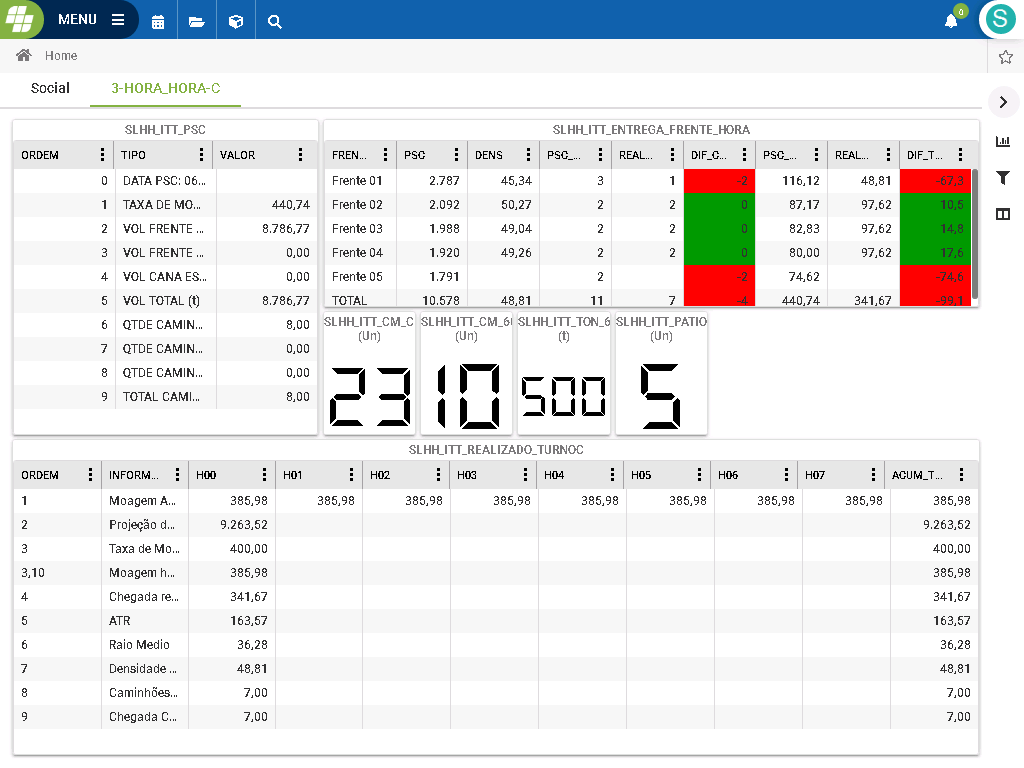 MENU
0
S
Home
Social
3-HORA_HORA-C
SLHH_ITT_PSC
ORDEM TIPO VALOR
0 DATA PSC: 06...
1 TAXA DE MO... 440,74
2 VOL FRENTE ... 8.786,77
3 VOL FRENTE ... 0,00
4 VOL CANA ES... 0,00
5 VOL TOTAL (t) 8.786,77
6 QTDE CAMIN... 8,00
7 QTDE CAMIN... 0,00
8 QTDE CAMIN... 0,00
9 TOTAL CAMI... 8,00
SLHH_ITT_ENTREGA_FRENTE_HORA
FREN... PSC DENS PSC_... REAL... DIF_C... PSC_... REAL... DIF_T...
Frente 01 2.787 45,34 3 1 -2 116,12 48,81 -67,3
Frente 02 2.092 50,27 2 2 0 87,17 97,62 10,5
Frente 03 1.988 49,04 2 2 0 82,83 97,62 14,8
Frente 04 1.920 49,26 2 2 0 80,00 97,62 17,6
Frente 05 1.791 2 -2 74,62 -74,6
TOTAL 10.578 48,81 11 7 -4 440,74 341,67 -99,1
SLHH_ITT_CM_C
(Un)
23
SLHH_ITT_CM_6
(Un)
10
SLHH_ITT_TON_6
(t)
500
SLHH_ITT_PATIO
(Un)
5
SLHH_ITT_REALIZADO_TURNOC
ORDEM INFORM... H00 H01 H02 H03 H04 H05 H06 H07 ACUM_T...
1 Moagem A... 385,98 385,98 385,98 385,98 385,98 385,98 385,98 385,98 385,98
2 Projeção d... 9.263,52 9.263,52
3 Taxa de Mo... 400,00 400,00
3,10 Moagem h... 385,98 385,98
4 Chegada re... 341,67 341,67
5 ATR 163,57 163,57
6 Raio Medio 36,28 36,28
7 Densidade ... 48,81 48,81
8 Caminhões... 7,00 7,00
9 Chegada C... 7,00 7,00